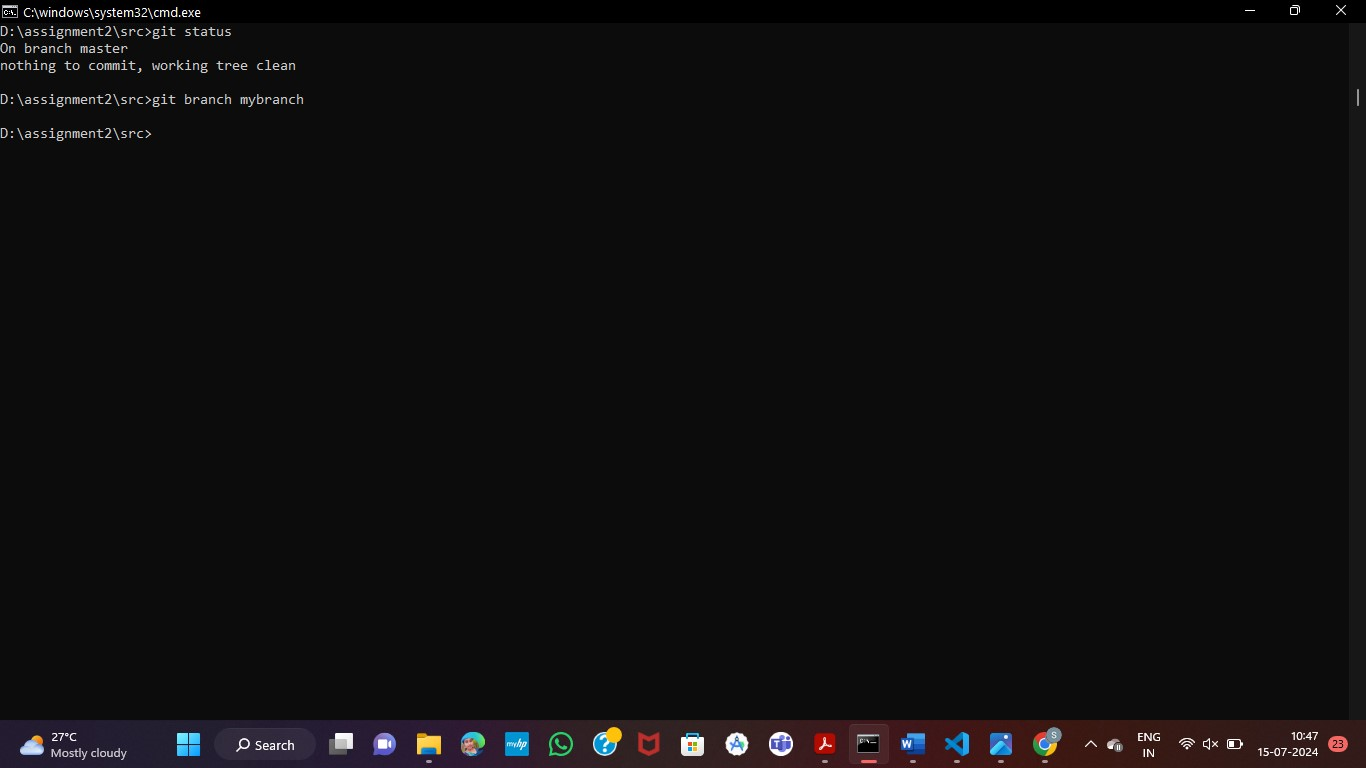 C:\windows\system32\cmd.exe
D:\assignment2\src>git status
On branch master
nothing to commit, working tree clean
D:\assignment2\src>git branch mybranch
D:\assignment2\src>
27°C
Mostly cloudy
Search
myhp
S
ENG
IN
10:47
15-07-2024
23